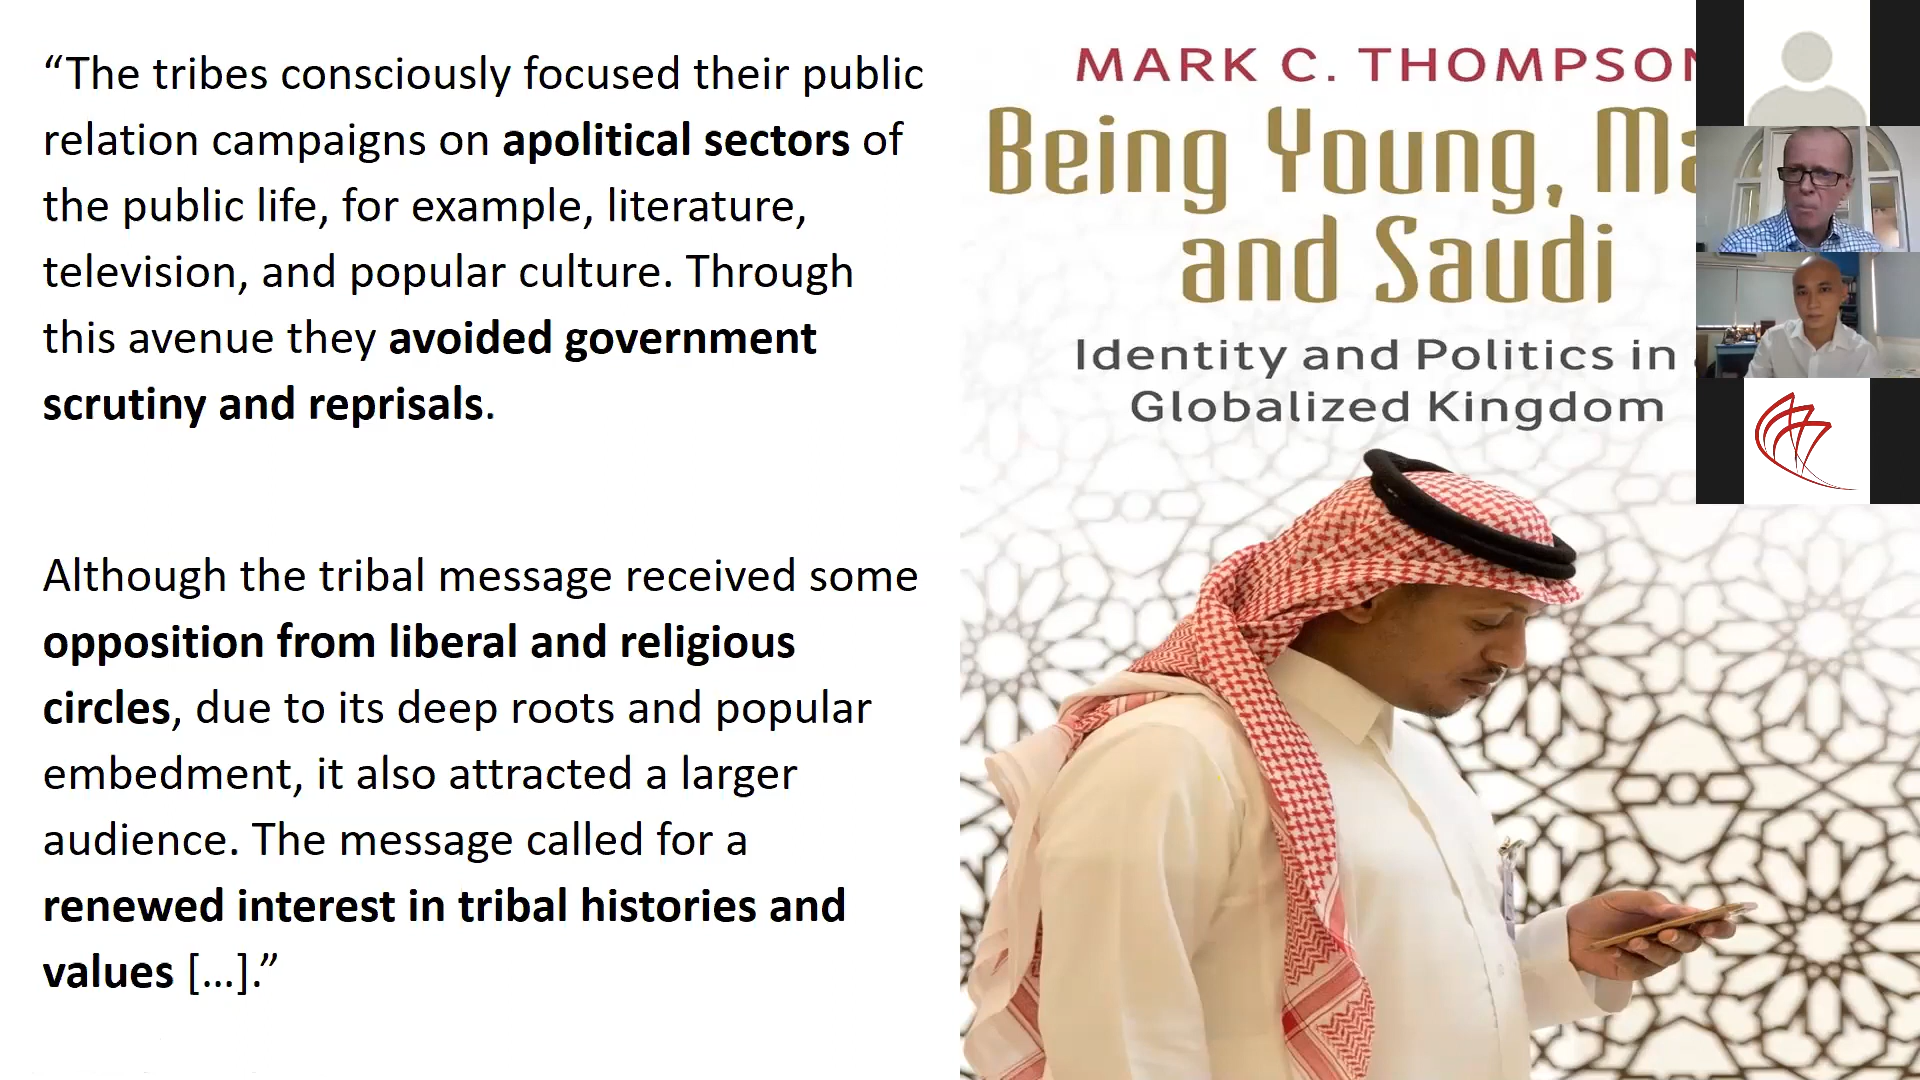 “The tribes consciously focused their public
relation campaigns on apolitical sectors of
the public life, for example, literature,
television, and popular culture. Through
this avenue they avoided government
scrutiny and reprisals.
Although the tribal message received some
opposition from liberal and religious
circles, due to its deep roots and popular
embedment, it also attracted a larger
audience. The message called for a
renewed interest in tribal histories and
values [...].”
MARK C. THOMPSON
Being Young, Ma
and Saudi
Identity and Politics in
Globalized Kingdom